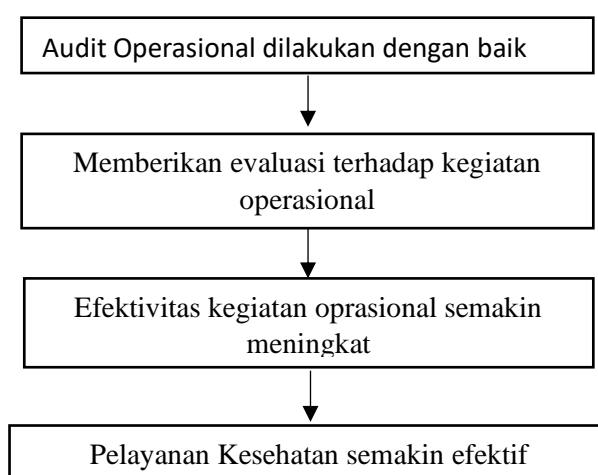 Audit Operasional dilakukan dengan baik
Memberikan evaluasi terhadap kegiatan
operasional
Efektivitas kegiatan oprasional semakin
meningkat
Pelayanan Kesehatan semakin efektif